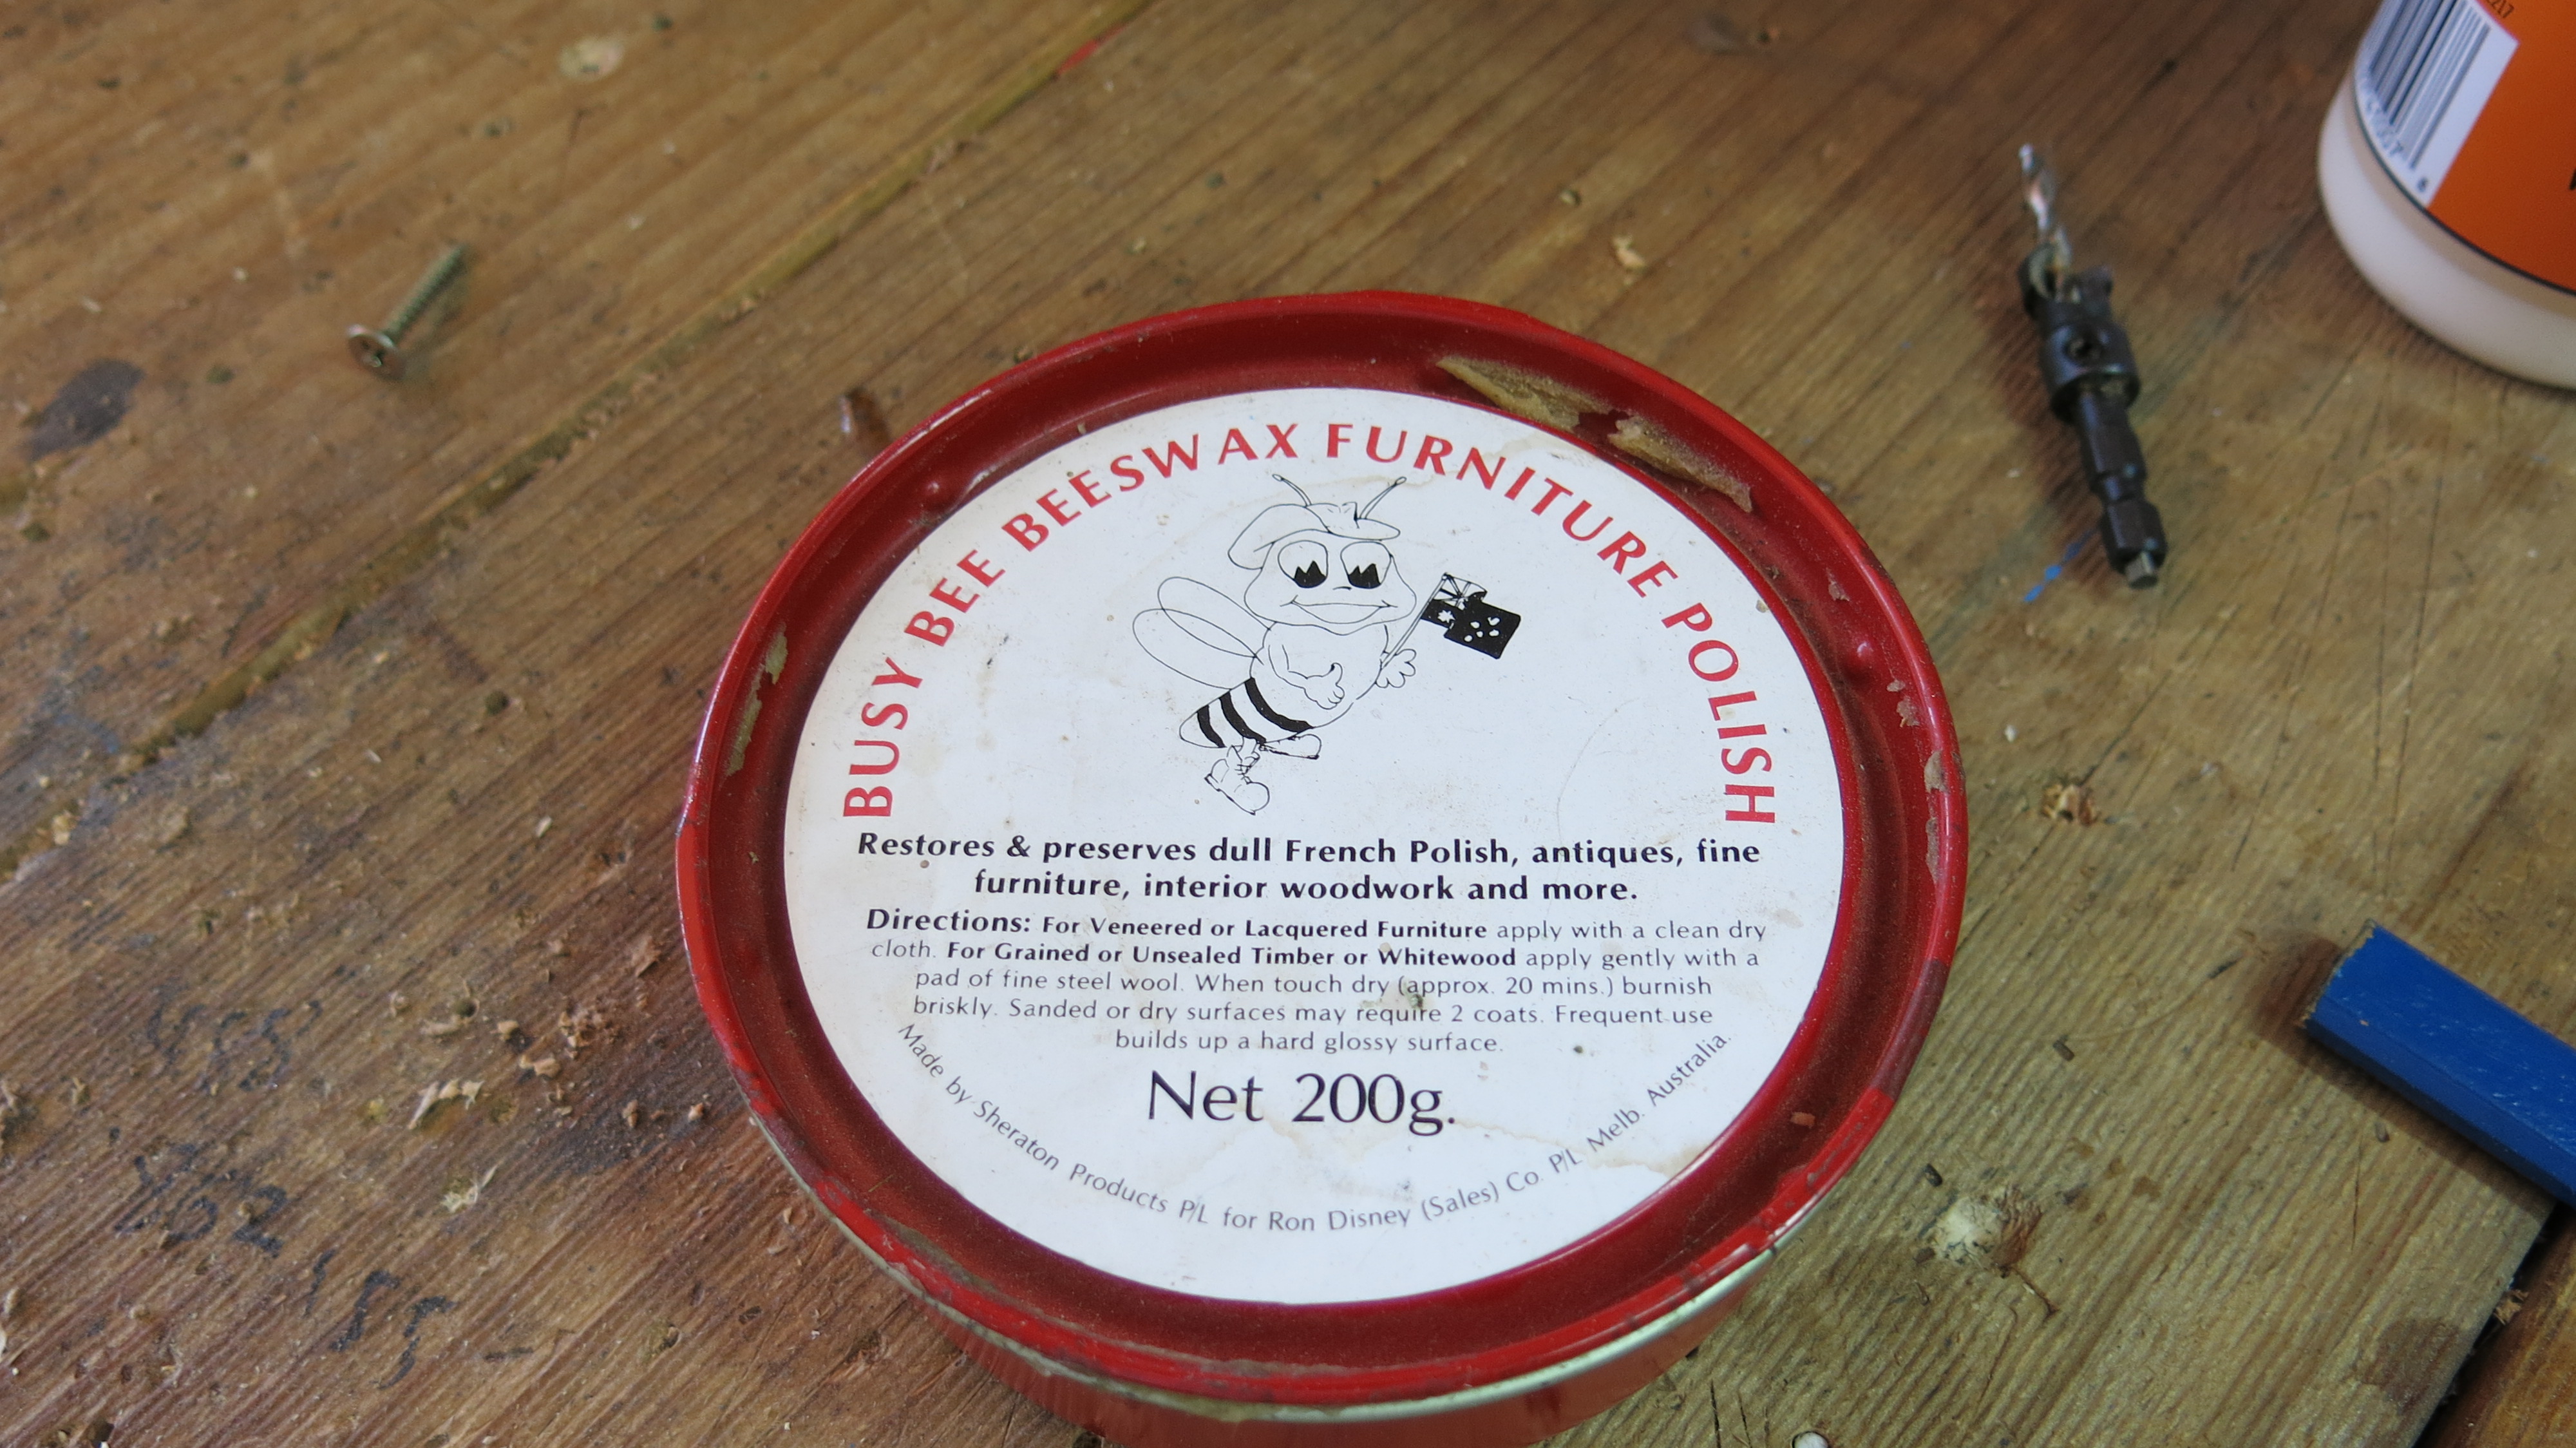 BUSY BEE BEESWAX FURNITURE POLISH
Restores & preserves dull French Polish, antiques, fine
furniture, interior woodwork and more.
Directions: For Veneered or Lacquered Furniture apply with a clean dry
cloth. For Grained or Unsealed Timber or Whitewood apply gently with a
pad of fine steel wool. When touch dry (approx. 20 mins.) burnish
briskly. Sanded or dry surfaces may require 2 coats. Frequent use
builds up a hard glossy surface.
Net 200g.
Made by Sheraton Products P/L for Ron Disney (Sales) Co. P/L Melb. Australia.